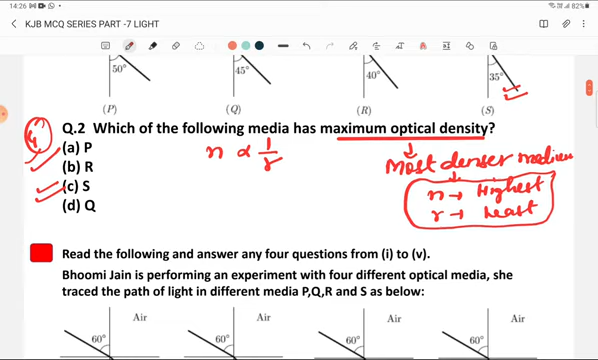 14:26 82%
KJB MCQ SERIES PART -7 LIGHT
50° 45° 40° 35°
(P) (Q) (R) (S)
Q.2 Which of the following media has maximum optical density?
(a) P
(b) R
(c) S
(d) Q
n ∝ 1/r
Most denser medium
n → Highest
r → Least
Read the following and answer any four questions from (i) to (v).
Bhoomi Jain is performing an experiment with four different optical media, she
traced the path of light in different media P,Q,R and S as below:
Air Air Air Air
60° 60° 60° 60°